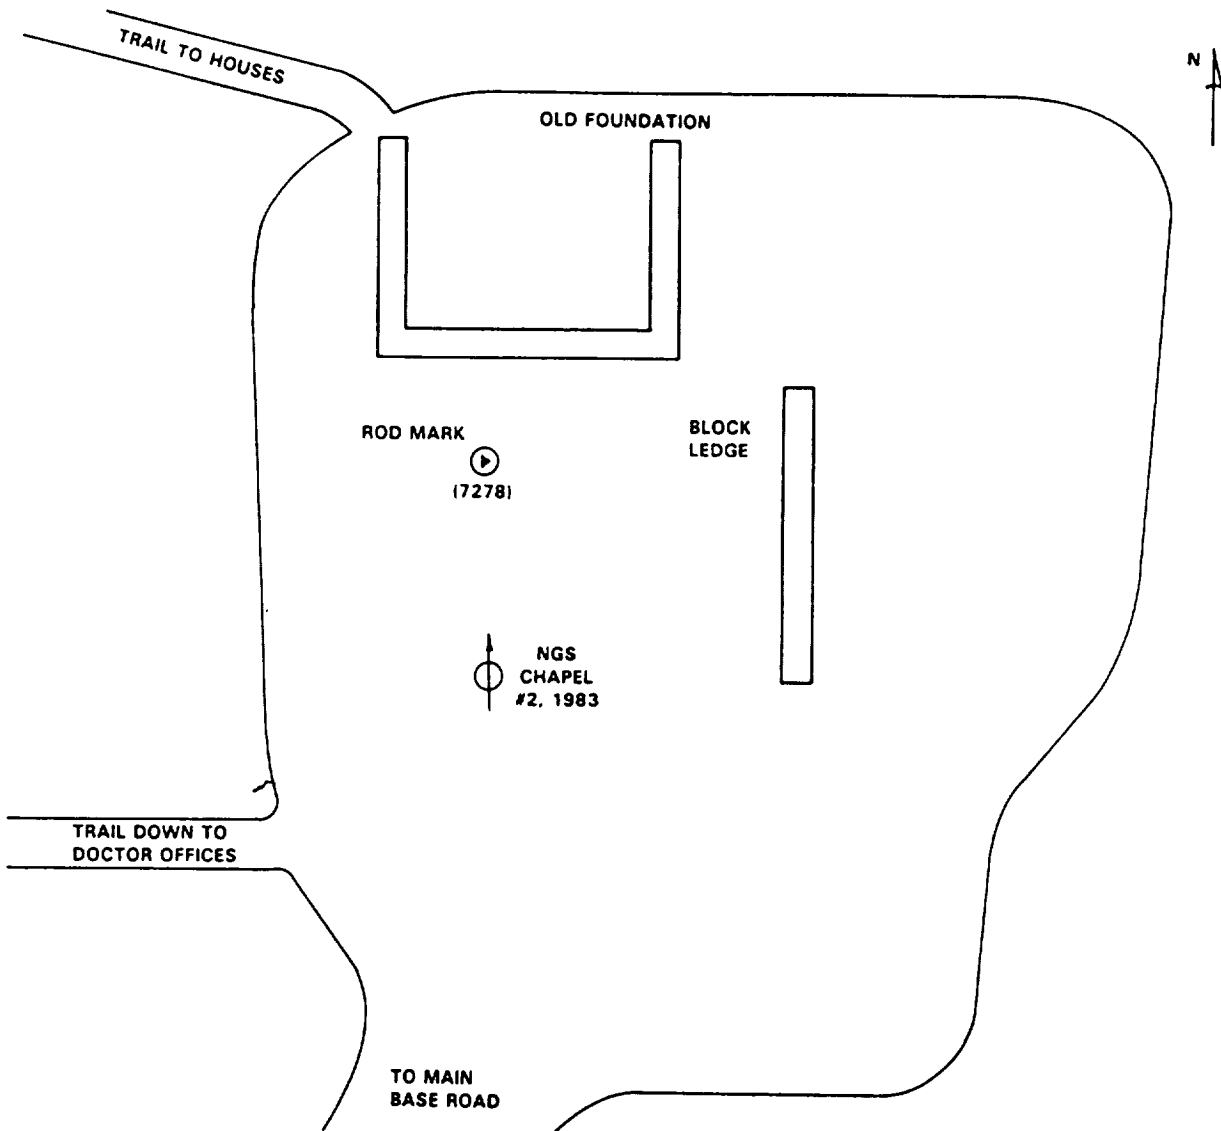 TRAIL TO HOUSES
N
OLD FOUNDATION
ROD MARK
(7278)
BLOCK
LEDGE
NGS
CHAPEL
#2, 1983
TRAIL DOWN TO
DOCTOR OFFICES
TO MAIN
BASE ROAD